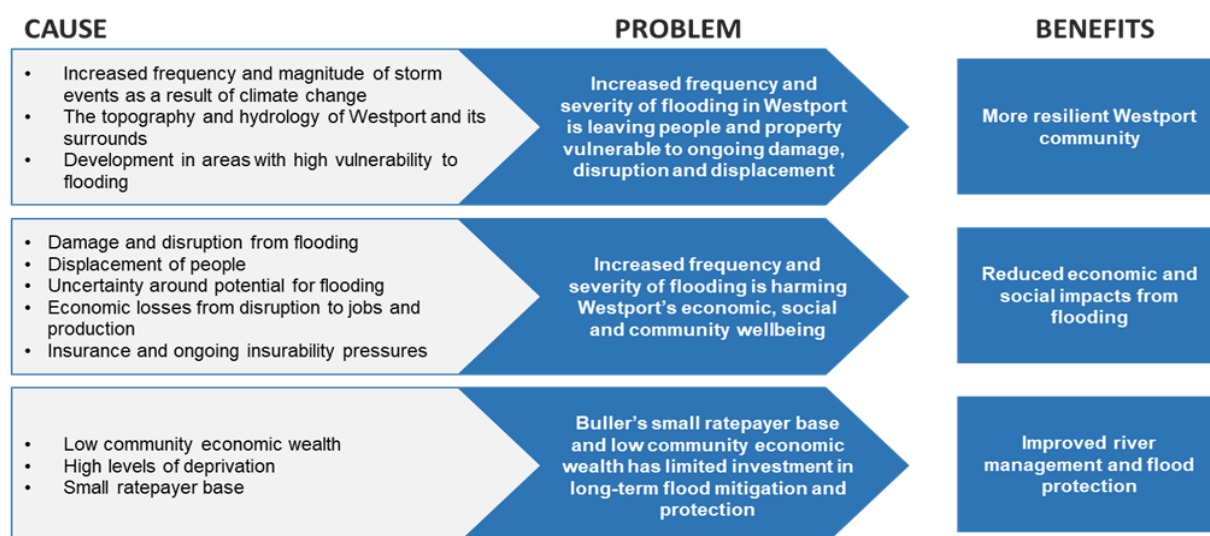 CAUSE
PROBLEM
BENEFITS
• Increased frequency and magnitude of storm
events as a result of climate change
• The topography and hydrology of Westport and its
surrounds
• Development in areas with high vulnerability to
flooding
Increased frequency and
severity of flooding in Westport
is leaving people and property
vulnerable to ongoing damage,
disruption and displacement
More resilient Westport
community
• Damage and disruption from flooding
• Displacement of people
• Uncertainty around potential for flooding
• Economic losses from disruption to jobs and
production
• Insurance and ongoing insurability pressures
Increased frequency and
severity of flooding is harming
Westport’s economic, social
and community wellbeing
Reduced economic and
social impacts from
flooding
• Low community economic wealth
• High levels of deprivation
• Small ratepayer base
Buller’s small ratepayer base
and low community economic
wealth has limited investment in
long-term flood mitigation and
protection
Improved river
management and flood
protection